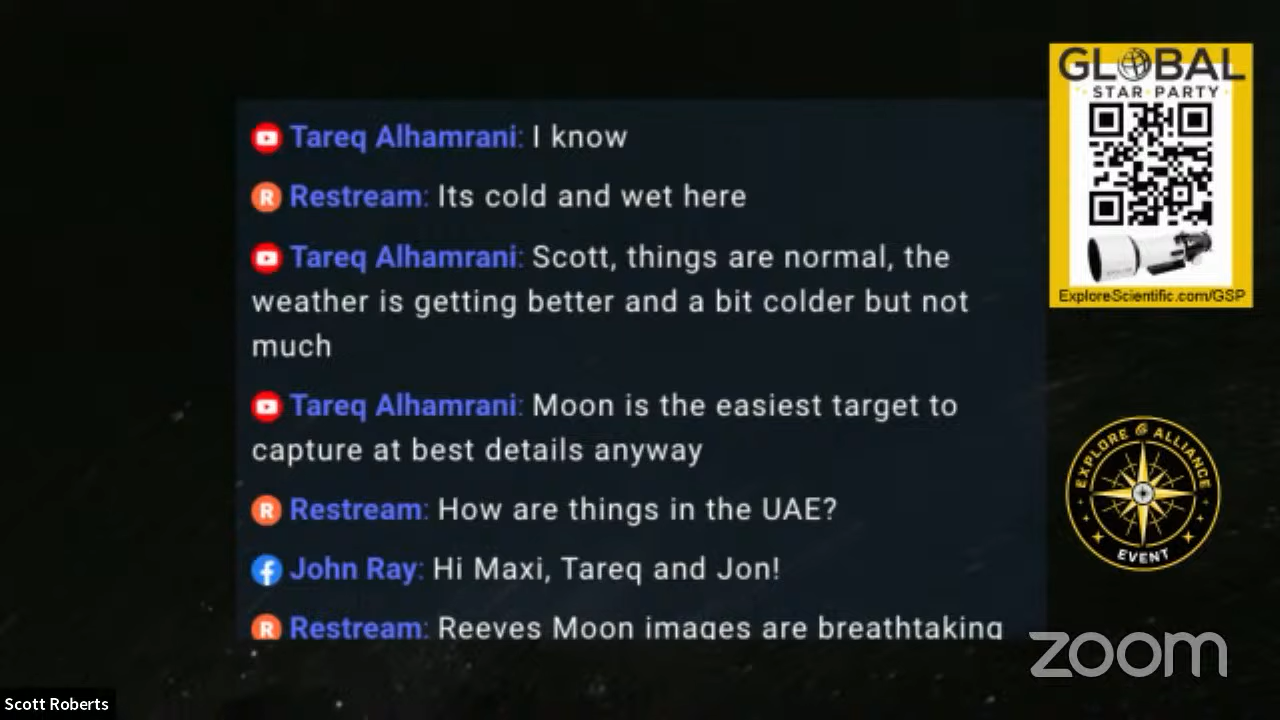 Tareq Alhamrani: I know
Restream: Its cold and wet here
Tareq Alhamrani: Scott, things are normal, the
weather is getting better and a bit colder but not
much
Tareq Alhamrani: Moon is the easiest target to
capture at best details anyway
Restream: How are things in the UAE?
John Ray: Hi Maxi, Tareq and Jon!
Restream: Reeves Moon images are breathtaking
GLOBAL
STAR PARTY
ExploreScientific.com/GSP
EXPLORE ALLIANCE
EVENT
zoom
Scott Roberts